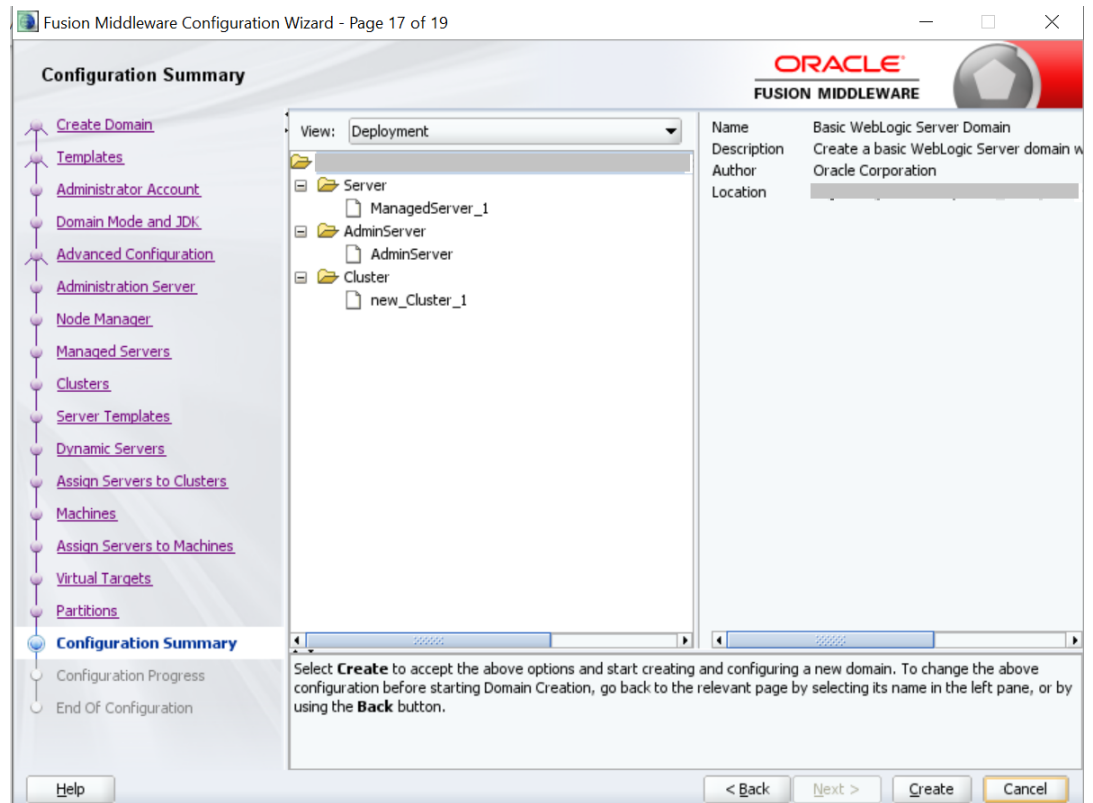 Fusion Middleware Configuration Wizard - Page 17 of 19
Configuration Summary
ORACLE
FUSION MIDDLEWARE
Create Domain
Templates
Administrator Account
Domain Mode and JDK
Advanced Configuration
Administration Server
Node Manager
Managed Servers
Clusters
Server Templates
Dynamic Servers
Assign Servers to Clusters
Machines
Assign Servers to Machines
Virtual Targets
Partitions
Configuration Summary
Configuration Progress
End Of Configuration
View: Deployment
Server
ManagedServer_1
AdminServer
AdminServer
Cluster
new_Cluster_1
Name Basic WebLogic Server Domain
Description Create a basic WebLogic Server domain w
Author Oracle Corporation
Location
Select Create to accept the above options and start creating and configuring a new domain. To change the above
configuration before starting Domain Creation, go back to the relevant page by selecting its name in the left pane, or by
using the Back button.
Help
< Back
Next >
Create
Cancel